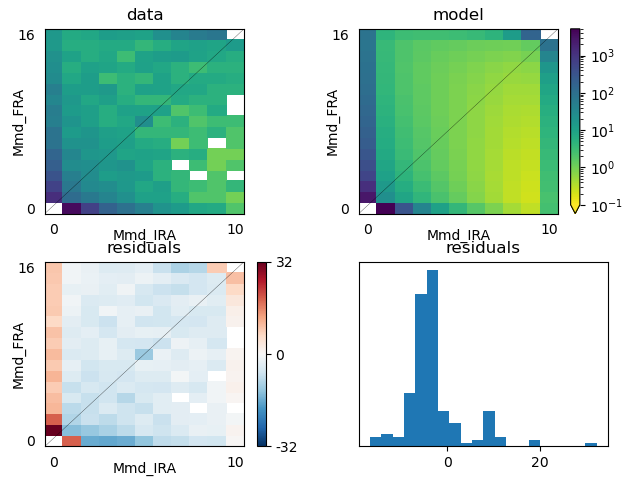 data
16
Mmd_FRA
0
0
10
Mmd_IRA
model
16
Mmd_FRA
0
0
10
Mmd_IRA
10^3
10^2
10^1
10^0
10^−1
residuals
16
Mmd_FRA
0
0
10
Mmd_IRA
32
0
-32
residuals
0
20